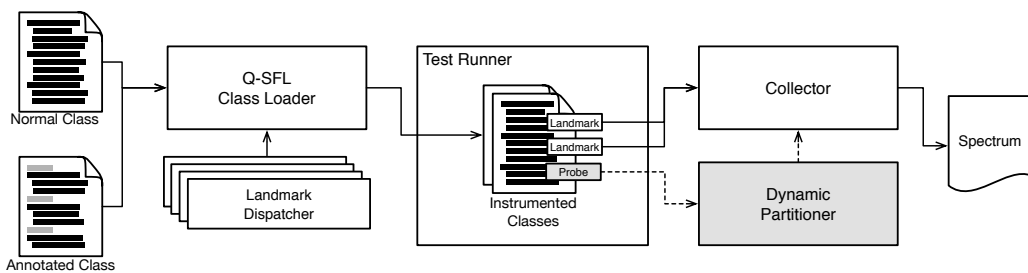 Normal Class
Annotated Class
Q-SFL
Class Loader
Landmark
Dispatcher
Test Runner
Landmark
Landmark
Probe
Instrumented
Classes
Collector
Dynamic
Partitioner
Spectrum